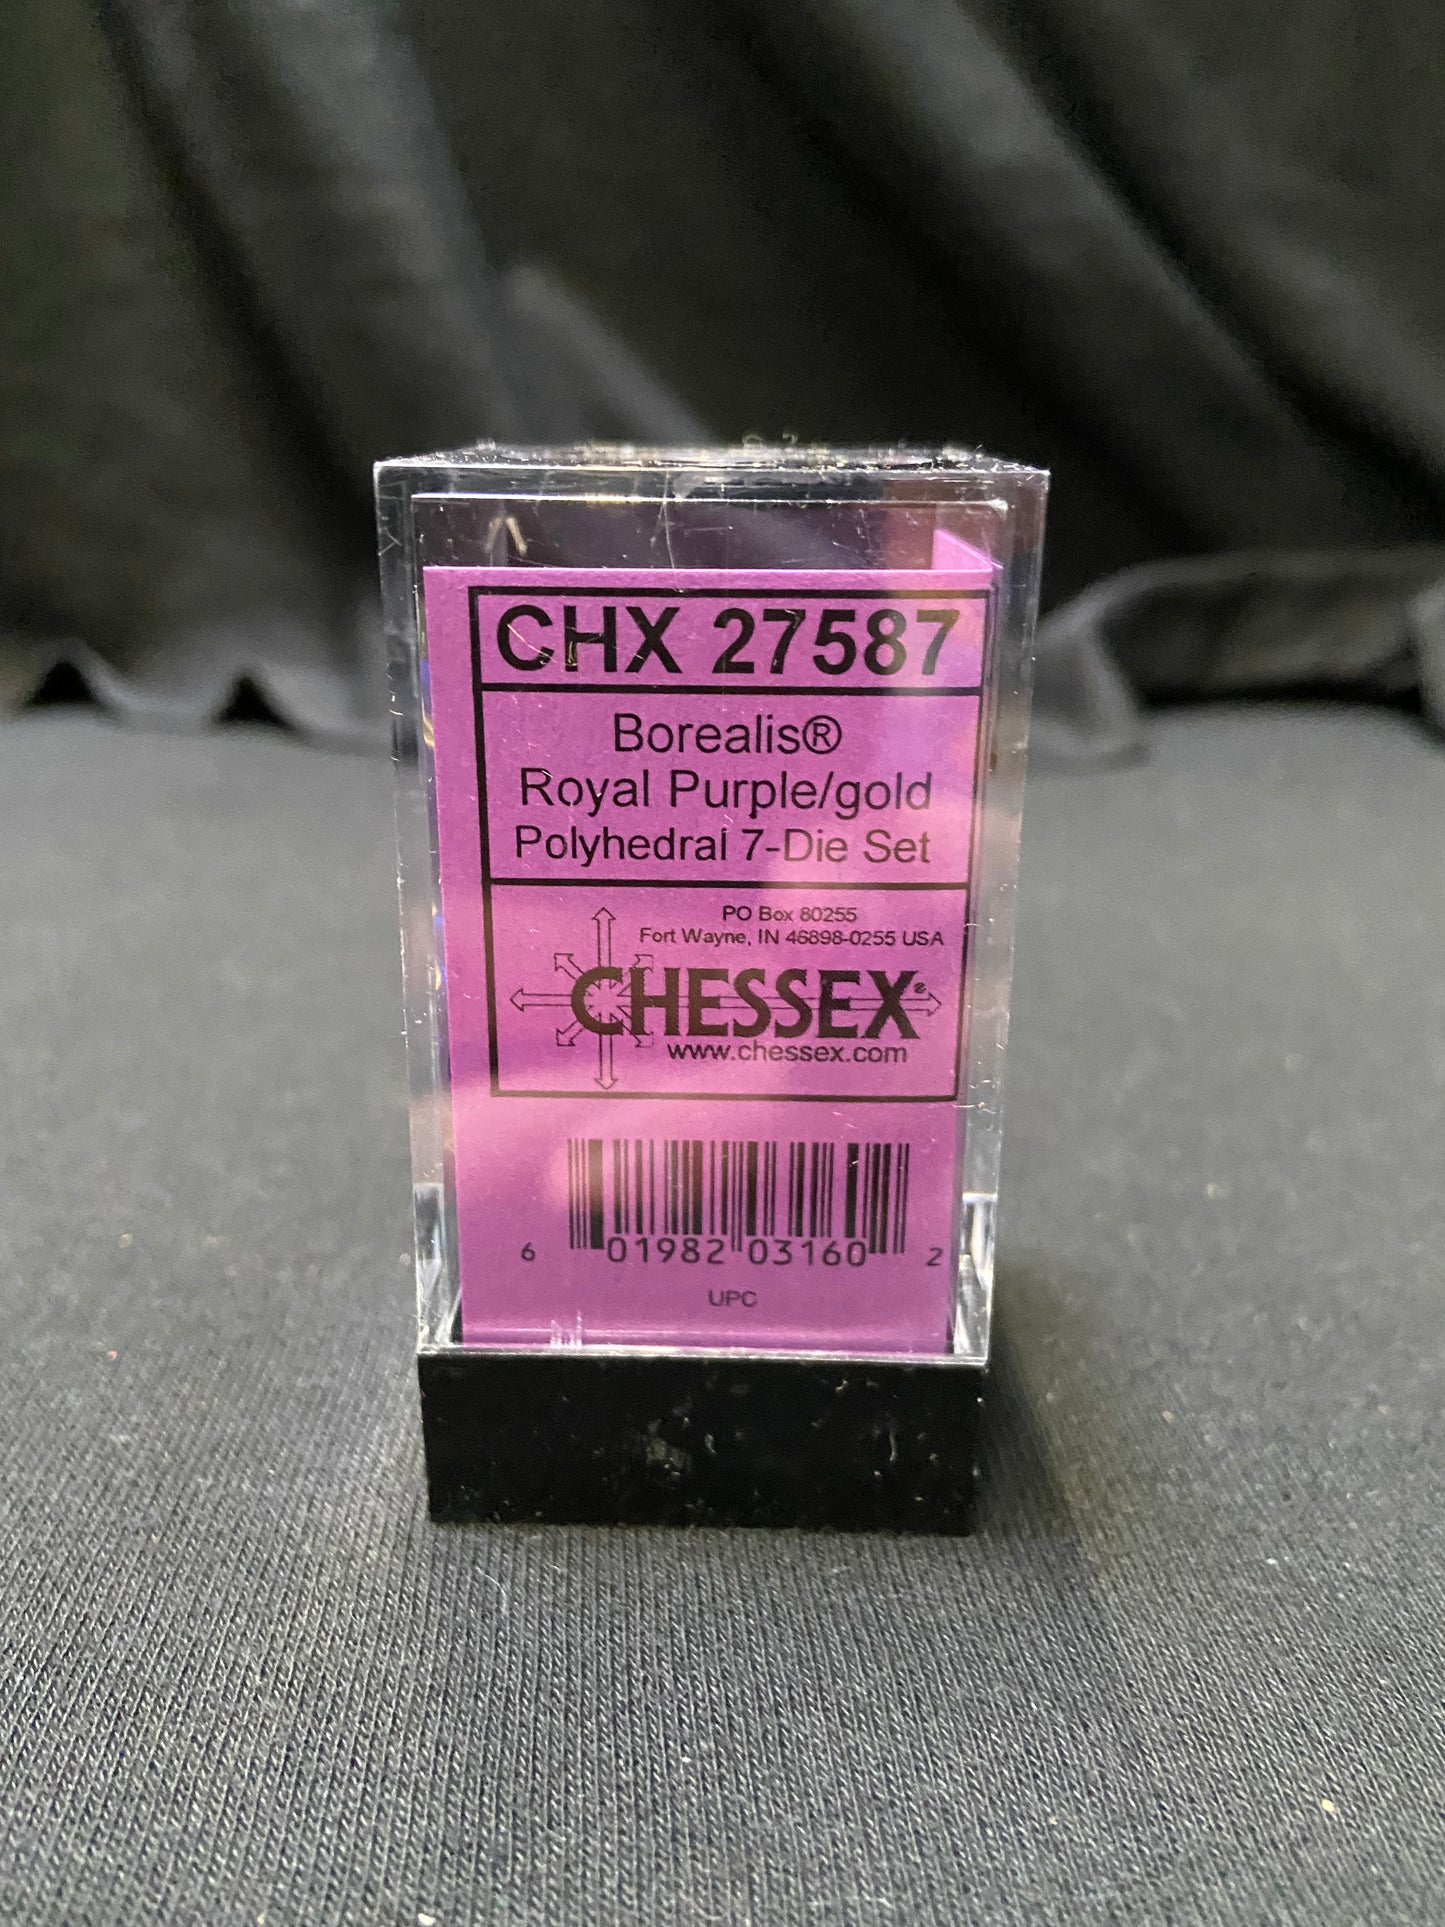 CHX 27587
Borealis®
Royal Purple/gold
Polyhedral 7-Die Set
PO Box 80255
Fort Wayne, IN 46898-0255 USA
CHESSEX®
www.chessex.com
6 01982 03160 2
UPC